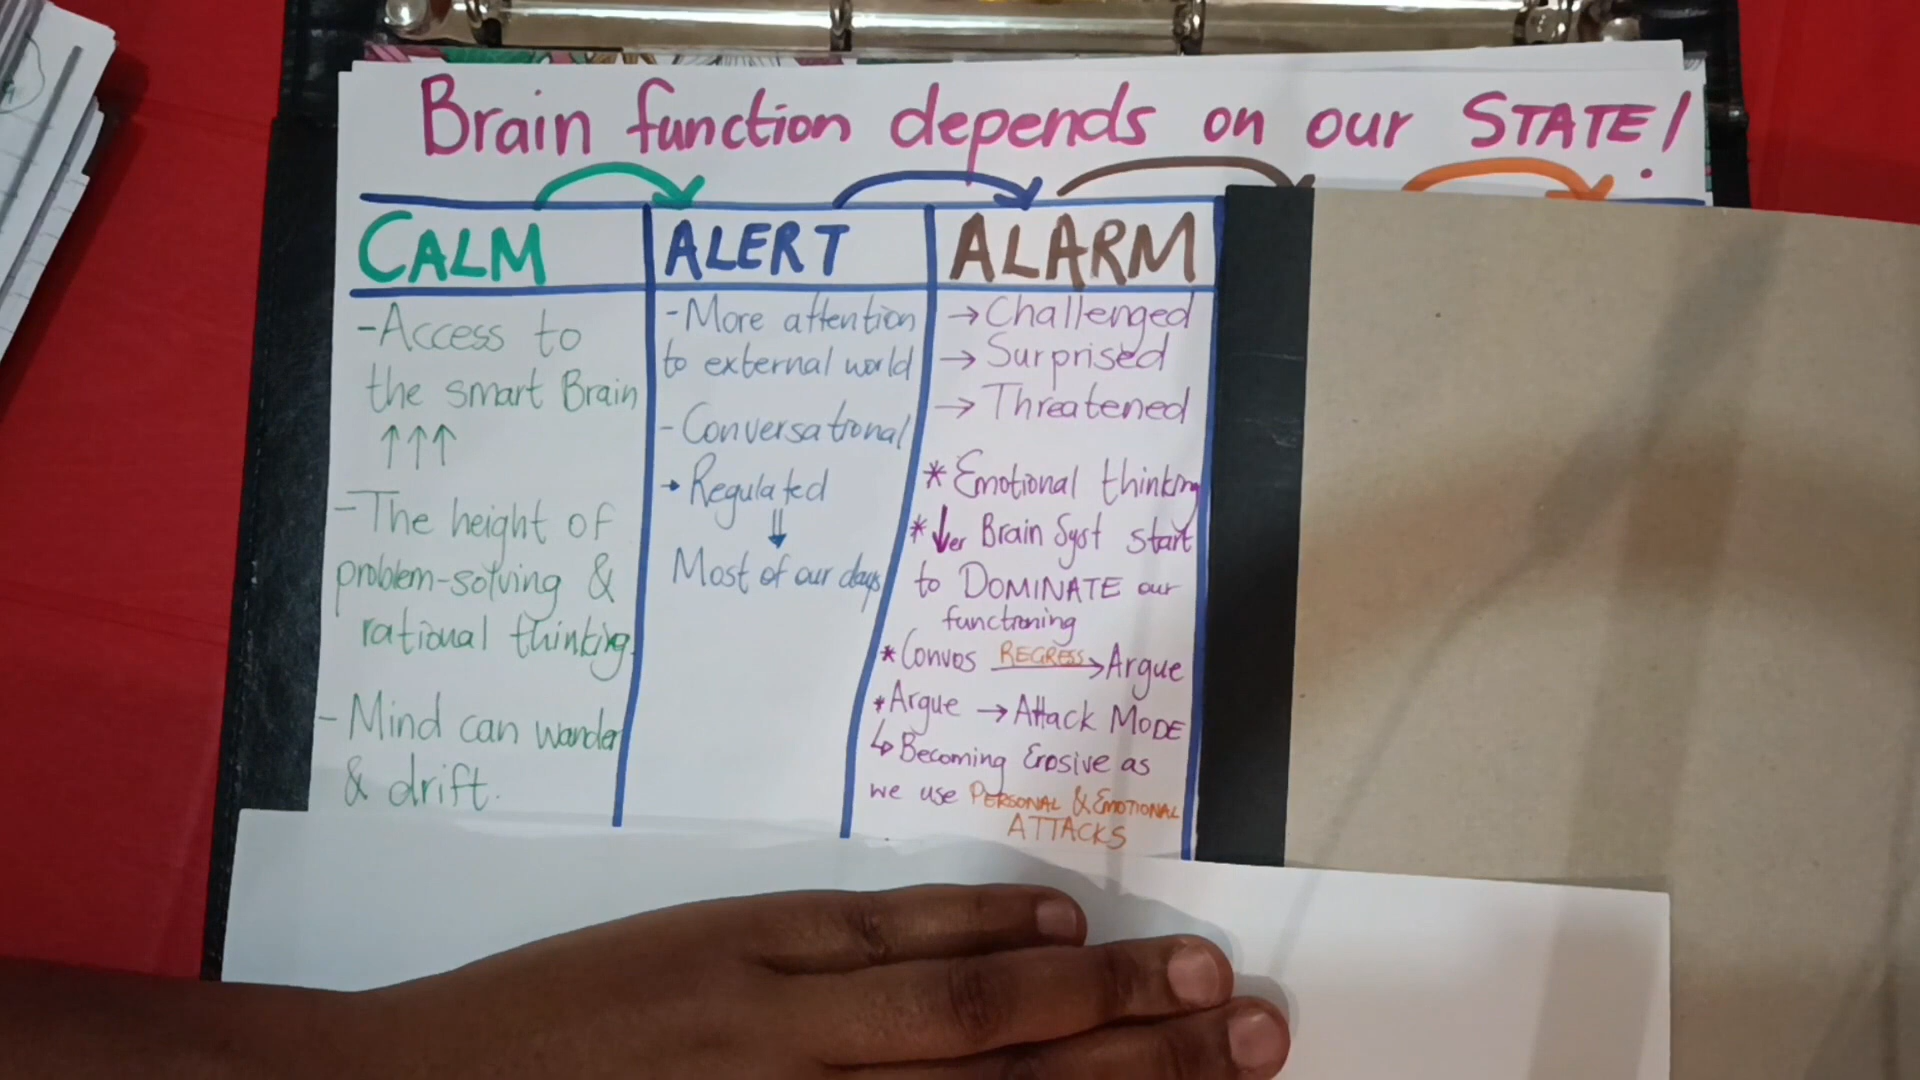 Brain function depends on our STATE!
CALM
-Access to
the smart Brain
↑↑↑
-The height of
problem-solving &
rational thinking.
- Mind can wander
& drift.
ALERT
-More attention
to external world
-Conversational
→Regulated
⇓
Most of our days
ALARM
→Challenged
→Surprised
→Threatened
*Emotional thinking
*↓er Brain Syst start
to DOMINATE our
functioning
*Convos REGRESS→Argue
*Argue →Attack MODE
↳Becoming Erosive as
we use PERSONAL & EMOTIONAL
ATTACKS